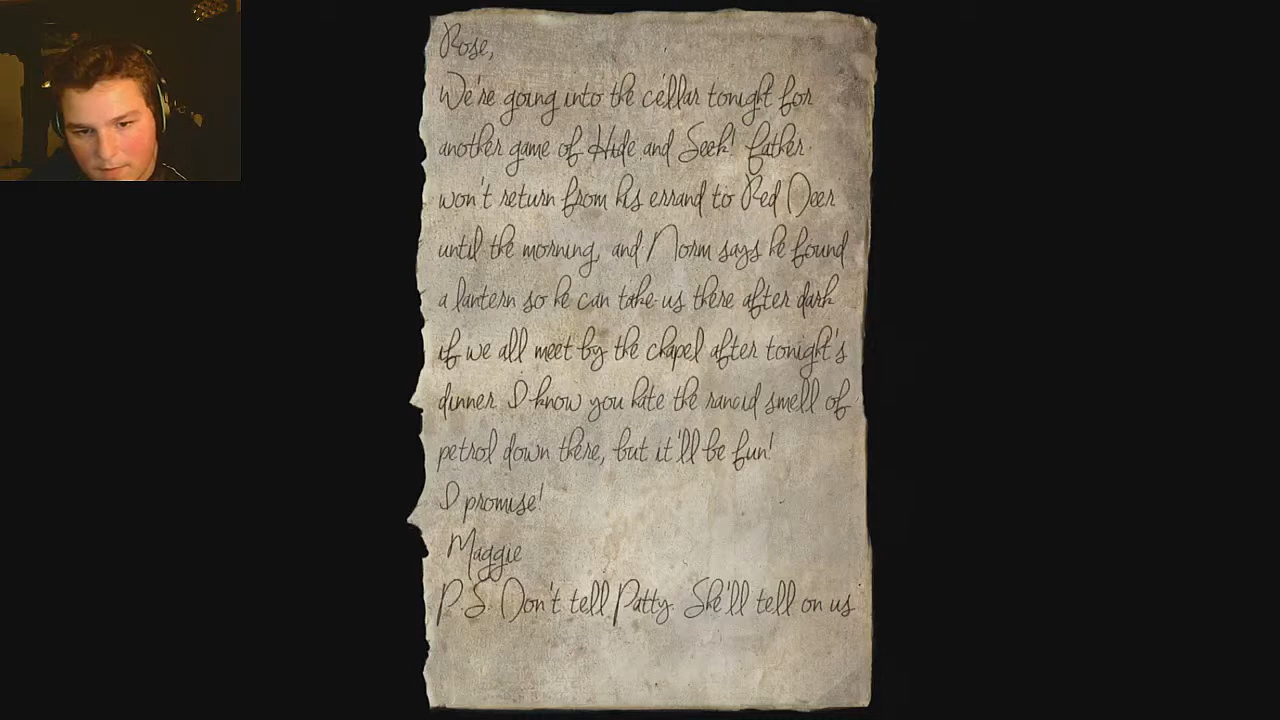 Rose,
We're going into the cellar tonight for
another game of Hide and Seek! Father
won't return from his errand to Red Deer
until the morning, and Norm says he found
a lantern so he can take us there after dark
if we all meet by the chapel after tonight's
dinner. I know you hate the rancid smell of
petrol down there, but it'll be fun!
I promise!
Maggie
P.S. Don't tell Patty. She'll tell on us